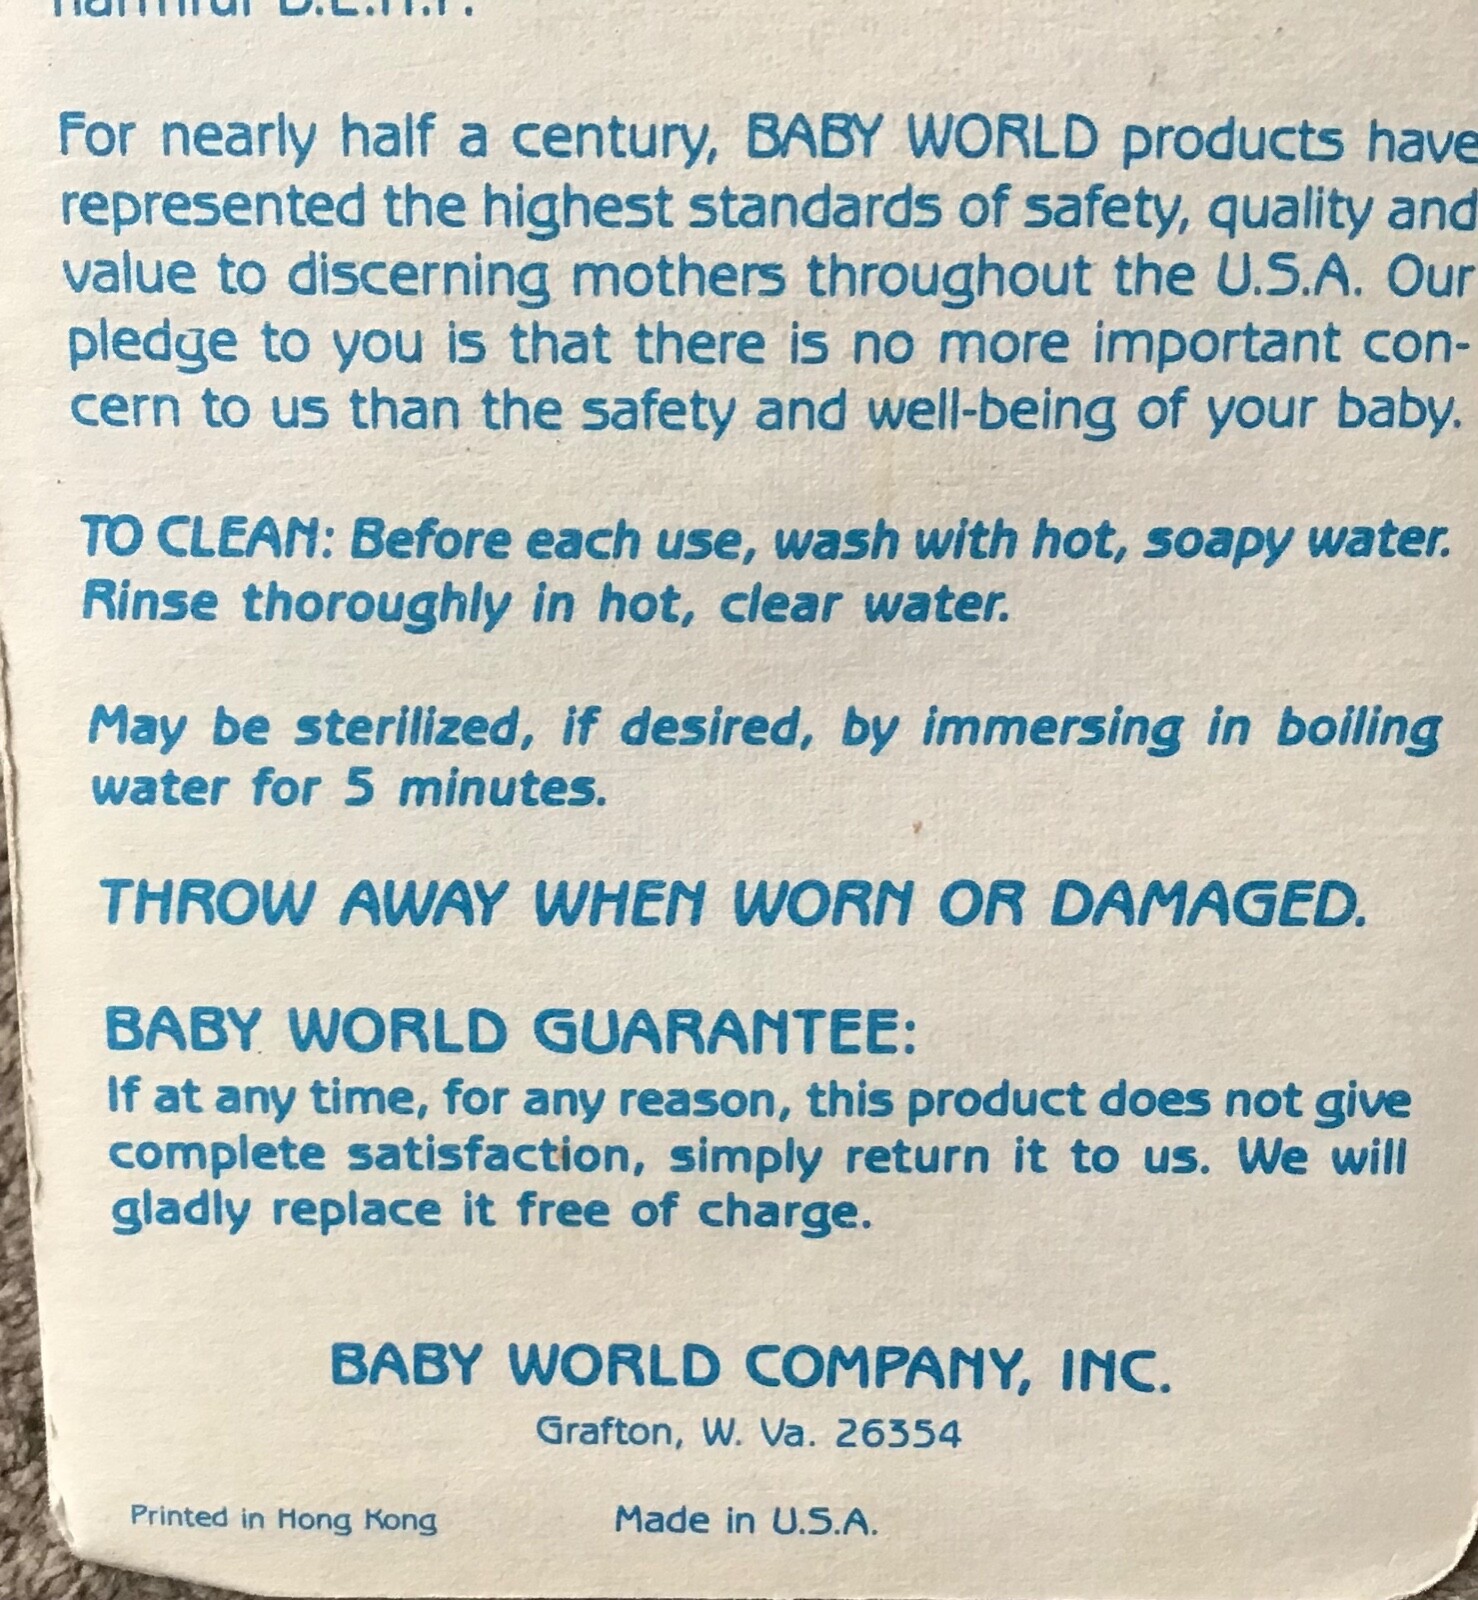 harmful D.E.H.P.
For nearly half a century, BABY WORLD products have
represented the highest standards of safety, quality and
value to discerning mothers throughout the U.S.A. Our
pledge to you is that there is no more important con-
cern to us than the safety and well-being of your baby.
TO CLEAN: Before each use, wash with hot, soapy water.
Rinse thoroughly in hot, clear water.
May be sterilized, if desired, by immersing in boiling
water for 5 minutes.
THROW AWAY WHEN WORN OR DAMAGED.
BABY WORLD GUARANTEE:
If at any time, for any reason, this product does not give
complete satisfaction, simply return it to us. We will
gladly replace it free of charge.
BABY WORLD COMPANY, INC.
Grafton, W. Va. 26354
Printed in Hong Kong Made in U.S.A.